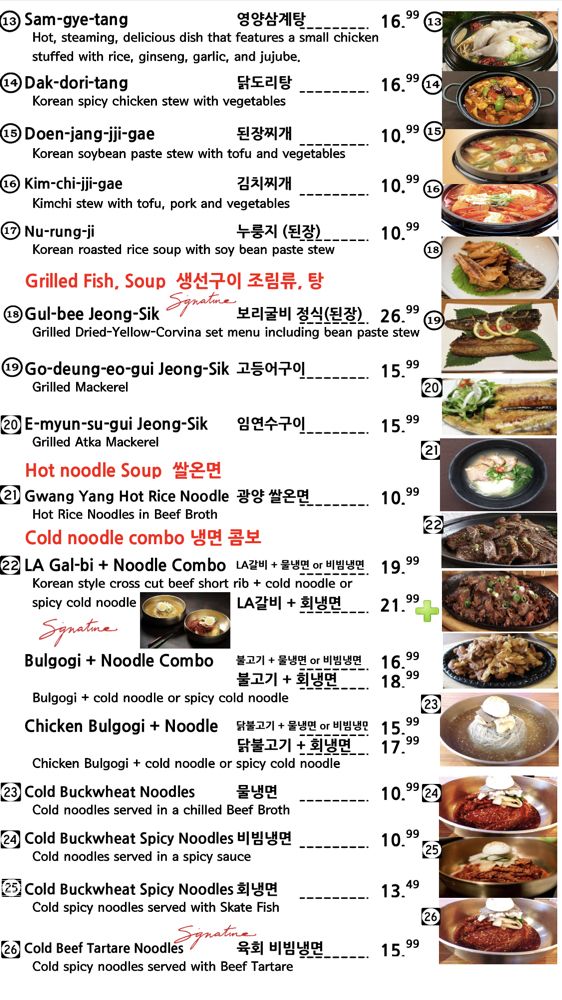 13 Sam-gye-tang 영양삼계탕 16.99 13
Hot, steaming, delicious dish that features a small chicken
stuffed with rice, ginseng, garlic, and jujube.
14 Dak-dori-tang 닭도리탕 16.99 14
Korean spicy chicken stew with vegetables
15 Doen-jang-jji-gae 된장찌개 10.99 15
Korean soybean paste stew with tofu and vegetables
16 Kim-chi-jji-gae 김치찌개 10.99 16
Kimchi stew with tofu, pork and vegetables
17 Nu-rung-ji 누룽지 (된장) 10.99
Korean roasted rice soup with soy bean paste stew
18
Grilled Fish, Soup 생선구이 조림류, 탕
Signature
18 Gul-bee Jeong-Sik 보리굴비 정식(된장) 26.99 19
Grilled Dried-Yellow-Corvina set menu including bean paste stew
19 Go-deung-eo-gui Jeong-Sik 고등어구이 15.99
Grilled Mackerel
20
20 E-myun-su-gui Jeong-Sik 임연수구이 15.99
Grilled Atka Mackerel
21
Hot noodle Soup 쌀온면
21 Gwang Yang Hot Rice Noodle 광양 쌀온면 10.99
Hot Rice Noodles in Beef Broth
22
Cold noodle combo 냉면 콤보
22 LA Gal-bi + Noodle Combo LA갈비 + 물냉면 or 비빔냉면 19.99
Korean style cross cut beef short rib + cold noodle or
spicy cold noodle LA갈비 + 회냉면 21.99
Signature
Bulgogi + Noodle Combo 불고기 + 물냉면 or 비빔냉면 16.99
불고기 + 회냉면 18.99
Bulgogi + cold noodle or spicy cold noodle
23
Chicken Bulgogi + Noodle 닭불고기 + 물냉면 or 비빔냉면 15.99
닭불고기 + 회냉면 17.99
Chicken Bulgogi + cold noodle or spicy cold noodle
23 Cold Buckwheat Noodles 물냉면 10.99 24
Cold noodles served in a chilled Beef Broth
24 Cold Buckwheat Spicy Noodles 비빔냉면 10.99
Cold noodles served in a spicy sauce
25
25 Cold Buckwheat Spicy Noodles 회냉면 13.49
Cold spicy noodles served with Skate Fish
26
Signature
26 Cold Beef Tartare Noodles 육회 비빔냉면 15.99
Cold spicy noodles served with Beef Tartare